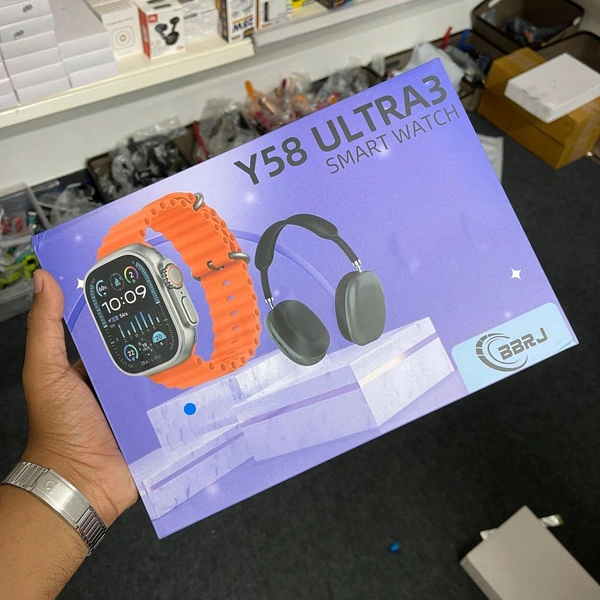 Y58 ULTRA3
SMART WATCH
10:09
BBRJ